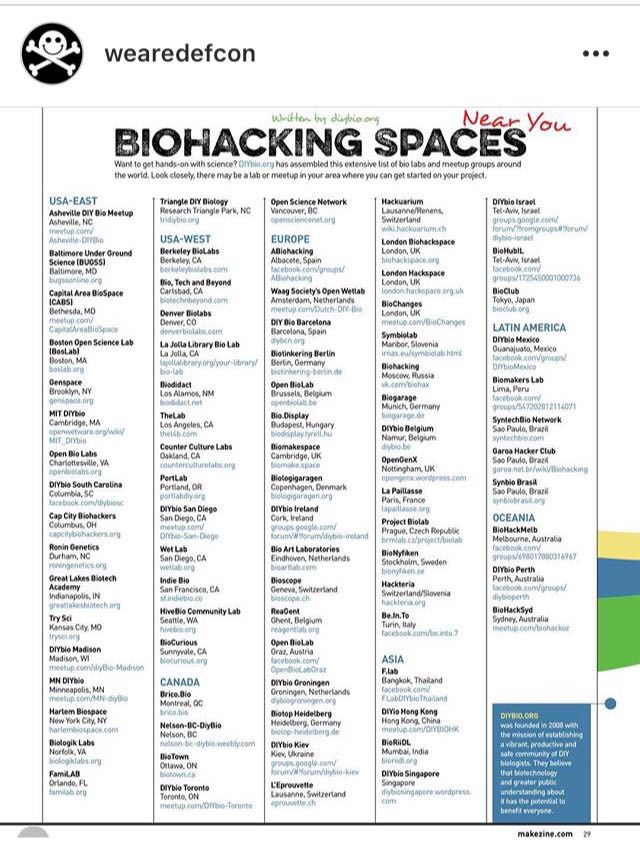 wearedefcon
Written by diybio.org
Near You
BIOHACKING SPACES
Want to get hands-on with science? DIYbio.org has assembled this extensive list of bio labs and meetup groups around
the world. Look closely, there may be a lab or meetup in your area where you can get started on your project.
USA-EAST
Asheville DIY Bio Meetup
Asheville, NC
meetup.com/
Asheville-DIYBio
Baltimore Under Ground
Science (BUGSS)
Baltimore, MD
bugssonline.org
Capital Area BioSpace
(CABS)
Bethesda, MD
meetup.com/
CapitalAreaBioSpace
Boston Open Science Lab
(BosLab)
Boston, MA
boslab.org
Genspace
Brooklyn, NY
genspace.org
MIT DIYbio
Cambridge, MA
openwetware.org/wiki/
MIT_DIYbio
Open Bio Labs
Charlottesville, VA
openbiolabs.org
DIYbio South Carolina
Columbia, SC
facebook.com/diybiosc
Cap City Biohackers
Columbus, OH
capcitybiohackers.org
Ronin Genetics
Durham, NC
roningenetics.org
Great Lakes Biotech
Academy
Indianapolis, IN
greatlakesbiotech.org
Try Sci
Kansas City, MO
trysci.org
DIYbio Madison
Madison, WI
meetup.com/diyBio-Madison
MN DIYbio
Minneapolis, MN
meetup.com/MN-diyBio
Harlem Biospace
New York City, NY
harlembiospace.com
Biologik Labs
Norfolk, VA
biologiklabs.org
FamiLAB
Orlando, FL
familab.org
Triangle DIY Biology
Research Triangle Park, NC
tridiybio.org
USA-WEST
Berkeley BioLabs
Berkeley, CA
berkeleybiolabs.com
Bio, Tech and Beyond
Carlsbad, CA
biotechnbeyond.com
Denver Biolabs
Denver, CO
denverbiolabs.com
La Jolla Library Bio Lab
La Jolla, CA
lajollalibrary.org/your-library/
bio-lab
Biodidact
Los Alamos, NM
biodidact.net
TheLab
Los Angeles, CA
thel4b.com
Counter Culture Labs
Oakland, CA
counterculturelabs.org
PortLab
Portland, OR
portlabdiy.org
DIYbio San Diego
San Diego, CA
meetup.com/
DIYbio-San-Diego
Wet Lab
San Diego, CA
wetlab.org
Indie Bio
San Francisco, CA
sf.indiebio.co
HiveBio Community Lab
Seattle, WA
hivebio.org
BioCurious
Sunnyvale, CA
biocurious.org
CANADA
Brico.Bio
Montreal, QC
brico.bio
Nelson-BC-DiyBio
Nelson, BC
nelson-bc-diybio.weebly.com
BioTown
Ottawa, ON
biotown.ca
DIYbio Toronto
Toronto, ON
meetup.com/DIYbio-Toronto
Open Science Network
Vancouver, BC
opensciencenet.org
EUROPE
ABiohacking
Albacete, Spain
facebook.com/groups/
ABiohacking
Waag Society's Open Wetlab
Amsterdam, Netherlands
meetup.com/Dutch-DIY-Bio
DIY Bio Barcelona
Barcelona, Spain
diybcn.org
Biotinkering Berlin
Berlin, Germany
biotinkering-berlin.de
Open BioLab
Brussels, Belgium
openbiolab.be
Bio.Display
Budapest, Hungary
biodisplay.tyrell.hu
Biomakespace
Cambridge, UK
biomake.space
Biologigaragen
Copenhagen, Denmark
biologigaragen.org
DIYbio Ireland
Cork, Ireland
groups.google.com/
forum/#!forum/diybio-ireland
Bio Art Laboratories
Eindhoven, Netherlands
bioartlab.com
Bioscope
Geneva, Switzerland
bioscope.ch
ReaGent
Ghent, Belgium
reagentlab.org
Open BioLab
Graz, Austria
facebook.com/
OpenBioLabGraz
DIYbio Groningen
Groningen, Netherlands
diybiogroningen.org
Biotop Heidelberg
Heidelberg, Germany
biotop-heidelberg.de
DIYbio Kiev
Kiev, Ukraine
groups.google.com/
forum/#!forum/diybio-kiev
L'Eprouvette
Lausanne, Switzerland
eprouvette.ch
Hackuarium
Lausanne/Renens,
Switzerland
wiki.hackuarium.ch
London Biohackspace
London, UK
biohackspace.org
London Hackspace
London, UK
london.hackspace.org.uk
BioChanges
London, UK
meetup.com/BioChanges
Symbiolab
Maribor, Slovenia
irnas.eu/symbiolab.html
Biohacking
Moscow, Russia
vk.com/biohax
Biogarage
Munich, Germany
biogarage.de
DIYbio Belgium
Namur, Belgium
diybio.be
OpenGenX
Nottingham, UK
opengenx.wordpress.com
La Paillasse
Paris, France
lapaillasse.org
Project Biolab
Prague, Czech Republic
brmlab.cz/project/biolab
BioNyfiken
Stockholm, Sweden
bionyfiken.se
Hackteria
Switzerland/Slovenia
hackteria.org
Be.In.To
Turin, Italy
facebook.com/be.into.7
ASIA
F.lab
Bangkok, Thailand
facebook.com/
FLabDIYbioThailand
DIYio Hong Kong
Hong Kong, China
meetup.com/DIYBIOHK
BioRiiDL
Mumbai, India
bioriidl.org
DIYbio Singapore
Singapore
diybiosingapore.wordpress.
com
DIYbio Israel
Tel-Aviv, Israel
groups.google.com/
forum/?fromgroups#!forum/
diybio-israel
BioHubIL
Tel-Aviv, Israel
facebook.com/
groups/1725450001000736
BioClub
Tokyo, Japan
bioclub.org
LATIN AMERICA
DIYbio Mexico
Guanajuato, Mexico
facebook.com/groups/
DIYbioMexico
Biomakers Lab
Lima, Peru
facebook.com/
groups/547202812114071
SyntechBio Network
Sao Paulo, Brazil
syntechbio.com
Garoa Hacker Club
Sao Paulo, Brazil
garoa.net.br/wiki/Biohacking
Synbio Brasil
Sao Paulo, Brazil
synbiobrasil.org
OCEANIA
BioHackMelb
Melbourne, Australia
facebook.com/
groups/698017880316967
DIYbio Perth
Perth, Australia
facebook.com/groups/
diybioperth
BioHackSyd
Sydney, Australia
meetup.com/biohackoz
DIYBIO.ORG
was founded in 2008 with
the mission of establishing
a vibrant, productive and
safe community of DIY
biologists. They believe
that biotechnology
and greater public
understanding about
it has the potential to
benefit everyone.
makezine.com 29